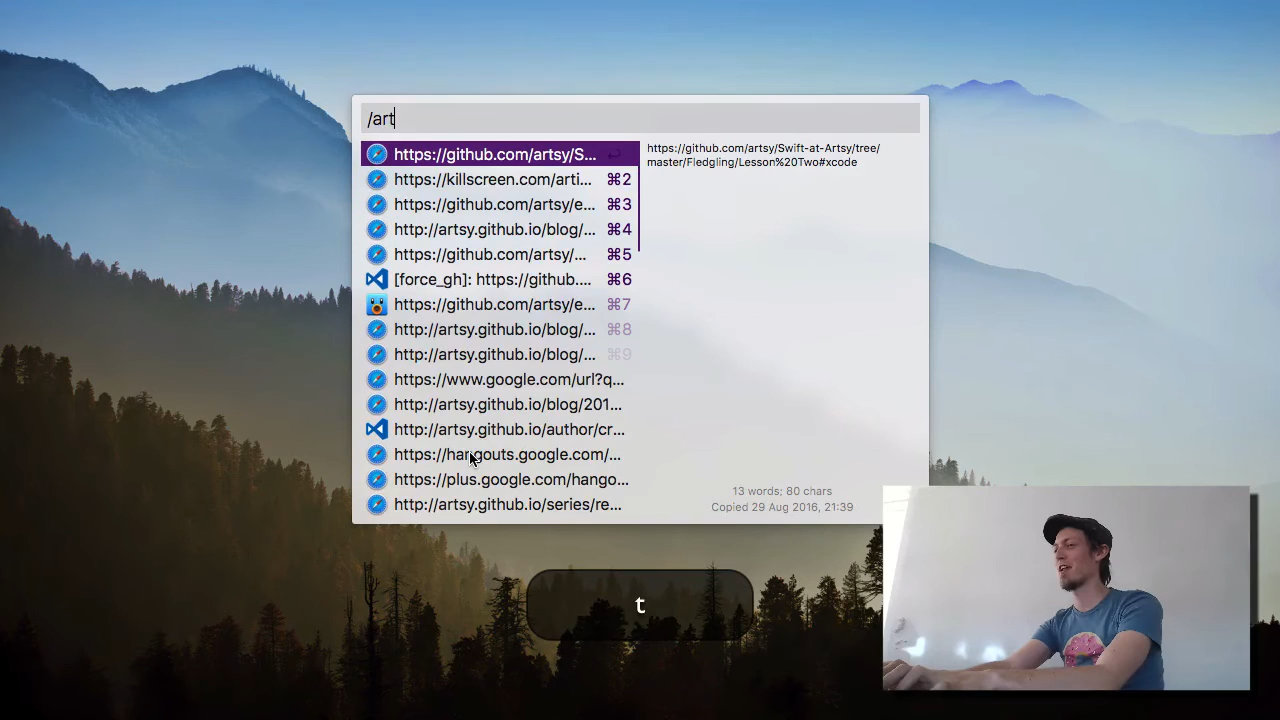 /art
https://github.com/artsy/S... ↩
https://killscreen.com/arti... ⌘2
https://github.com/artsy/e... ⌘3
http://artsy.github.io/blog/... ⌘4
https://github.com/artsy/... ⌘5
[force_gh]: https://github.... ⌘6
https://github.com/artsy/e... ⌘7
http://artsy.github.io/blog/... ⌘8
http://artsy.github.io/blog/... ⌘9
https://www.google.com/url?q...
http://artsy.github.io/blog/201...
http://artsy.github.io/author/cr...
https://hangouts.google.com/...
https://plus.google.com/hango...
http://artsy.github.io/series/re...
https://github.com/artsy/Swift-at-Artsy/tree/
master/Fledgling/Lesson%20Two#xcode
13 words; 80 chars
Copied 29 Aug 2016, 21:39
t